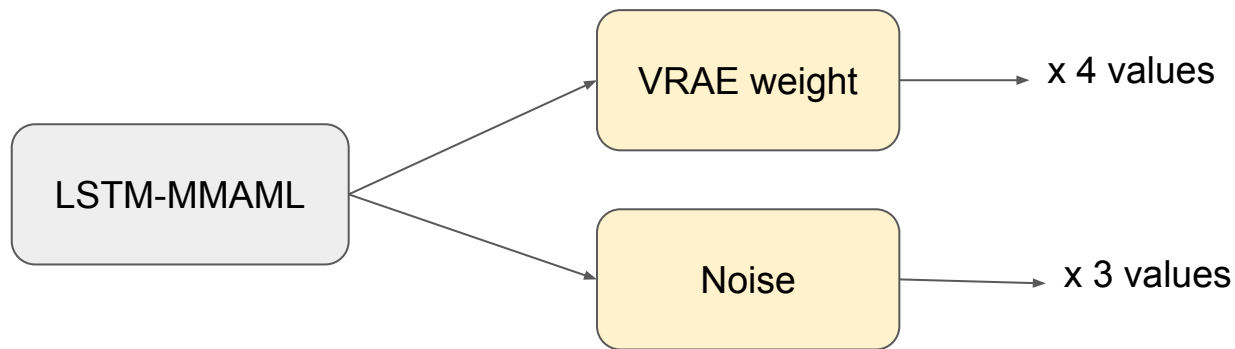 VRAE weight
x 4 values
LSTM-MMAML
Noise
x 3 values